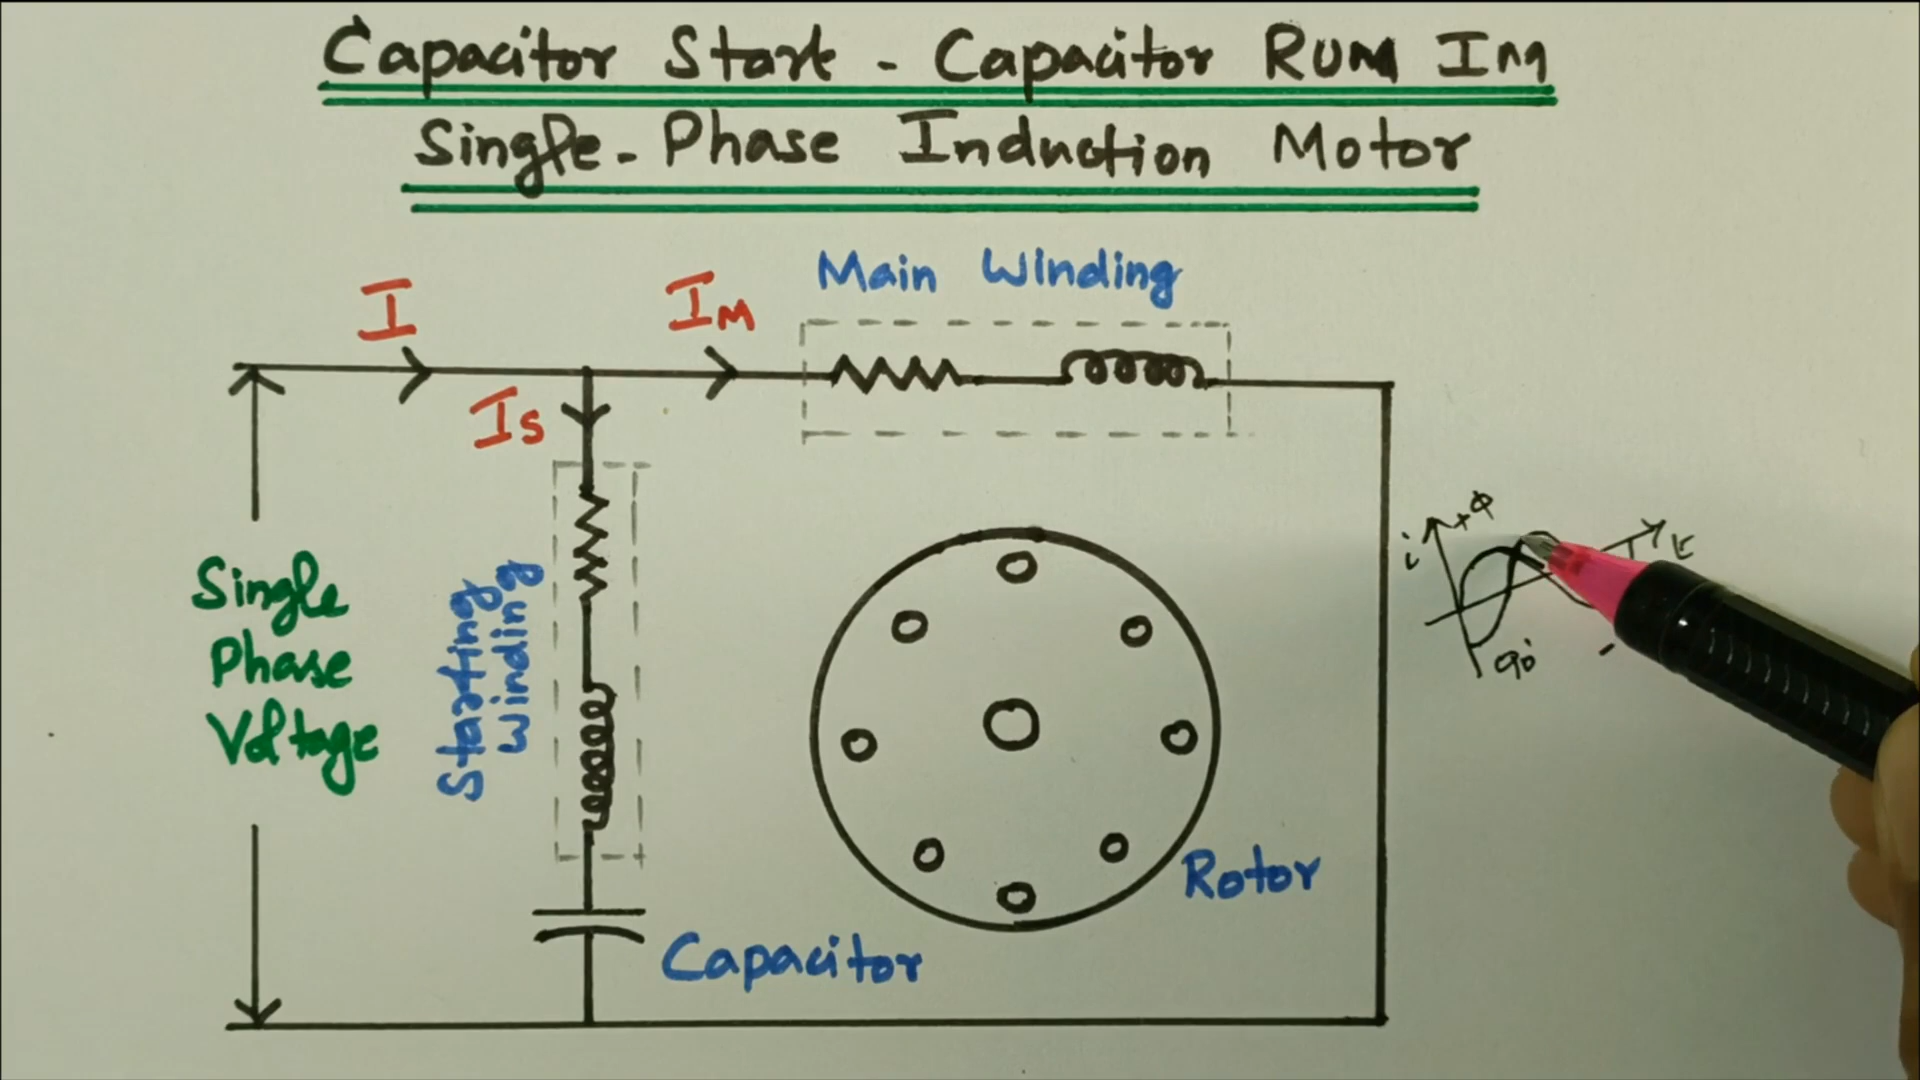 Capacitor Start - Capacitor Run IM
Single-Phase Induction Motor
Main Winding
I
IM
IS
Single
Phase
Voltage
Starting
Winding
i
+φ
t
90°
Rotor
Capacitor